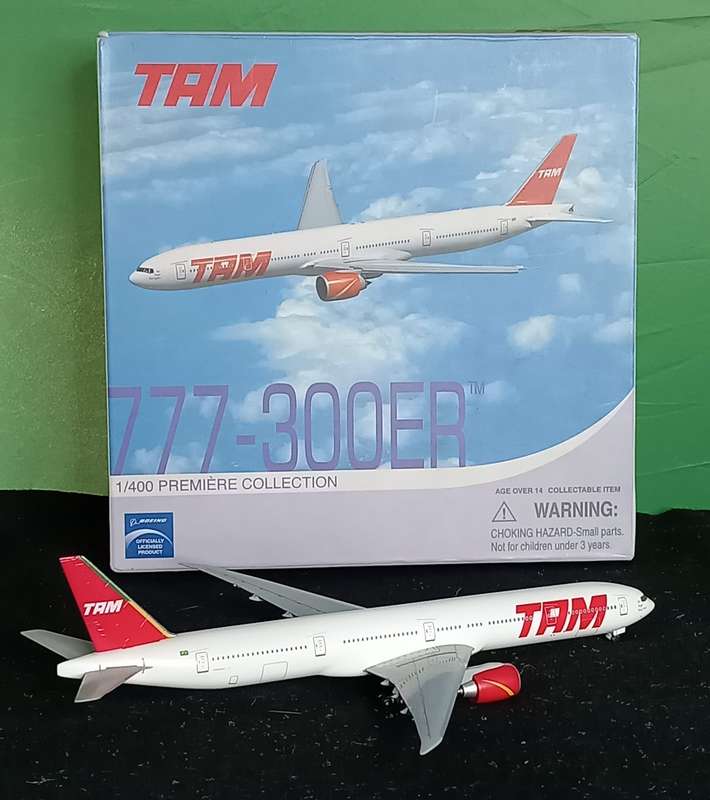 TAM
TAM
TAM
777-300ER™
1/400 PREMIÈRE COLLECTION
AGE OVER 14 COLLECTABLE ITEM
WARNING:
CHOKING HAZARD-Small parts.
Not for children under 3 years.
BOEING
OFFICIALLY
LICENSED
PRODUCT
TAM
TAM